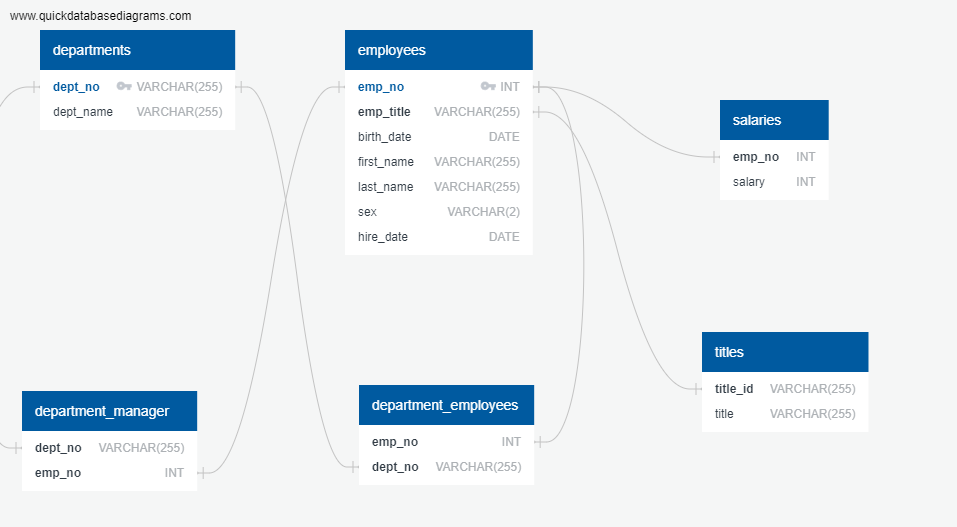 www.quickdatabasediagrams.com
departments
dept_no VARCHAR(255)
dept_name VARCHAR(255)
employees
emp_no INT
emp_title VARCHAR(255)
birth_date DATE
first_name VARCHAR(255)
last_name VARCHAR(255)
sex VARCHAR(2)
hire_date DATE
salaries
emp_no INT
salary INT
titles
title_id VARCHAR(255)
title VARCHAR(255)
department_manager
dept_no VARCHAR(255)
emp_no INT
department_employees
emp_no INT
dept_no VARCHAR(255)